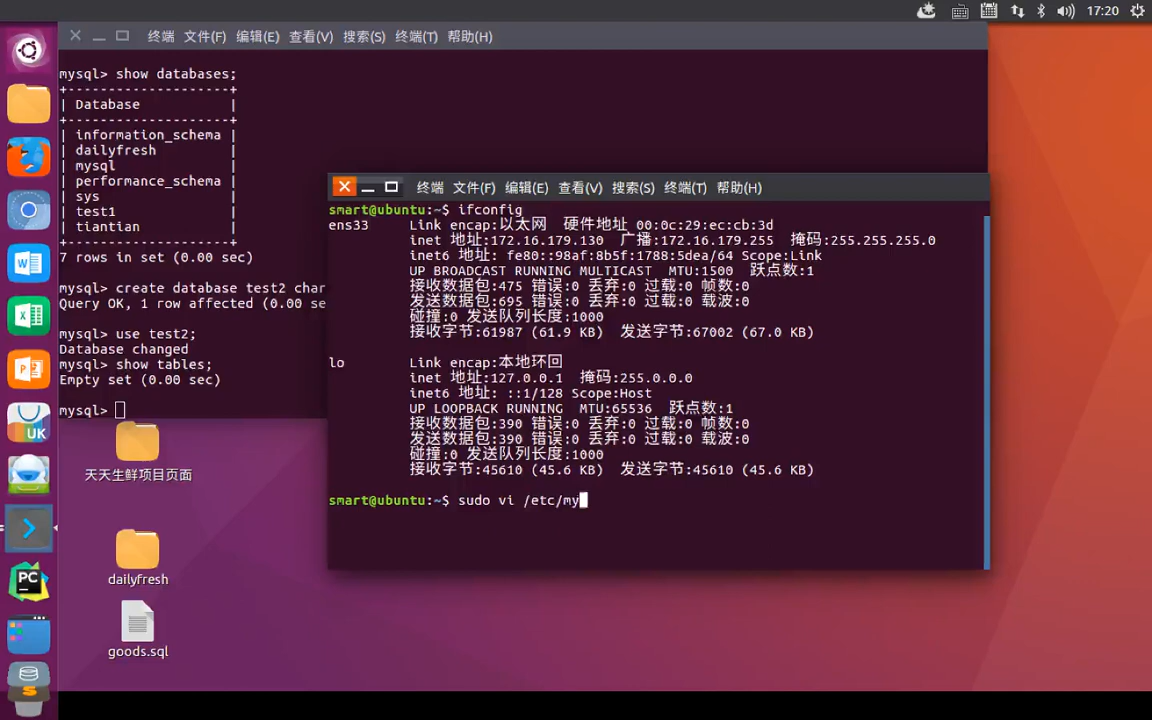 17:20
终端 文件(F) 编辑(E) 查看(V) 搜索(S) 终端(T) 帮助(H)
mysql> show databases;
+--------------------+
| Database           |
+--------------------+
| information_schema |
| dailyfresh         |
| mysql              |
| performance_schema |
| sys                |
| test1              |
| tiantian           |
+--------------------+
7 rows in set (0.00 sec)
mysql> create database test2 char
Query OK, 1 row affected (0.00 se
mysql> use test2;
Database changed
mysql> show tables;
Empty set (0.00 sec)
mysql>
终端 文件(F) 编辑(E) 查看(V) 搜索(S) 终端(T) 帮助(H)
smart@ubuntu:~$ ifconfig
ens33     Link encap:以太网  硬件地址 00:0c:29:ec:cb:3d
inet 地址:172.16.179.130  广播:172.16.179.255  掩码:255.255.255.0
inet6 地址: fe80::98af:8b5f:1788:5dea/64 Scope:Link
UP BROADCAST RUNNING MULTICAST  MTU:1500  跃点数:1
接收数据包:475 错误:0 丢弃:0 过载:0 帧数:0
发送数据包:695 错误:0 丢弃:0 过载:0 载波:0
碰撞:0 发送队列长度:1000
接收字节:61987 (61.9 KB)  发送字节:67002 (67.0 KB)
lo        Link encap:本地环回
inet 地址:127.0.0.1  掩码:255.0.0.0
inet6 地址: ::1/128 Scope:Host
UP LOOPBACK RUNNING  MTU:65536  跃点数:1
接收数据包:390 错误:0 丢弃:0 过载:0 帧数:0
发送数据包:390 错误:0 丢弃:0 过载:0 载波:0
碰撞:0 发送队列长度:1000
接收字节:45610 (45.6 KB)  发送字节:45610 (45.6 KB)
smart@ubuntu:~$ sudo vi /etc/my
天天生鲜项目页面
dailyfresh
goods.sql
W
X
P
UK
PC
S